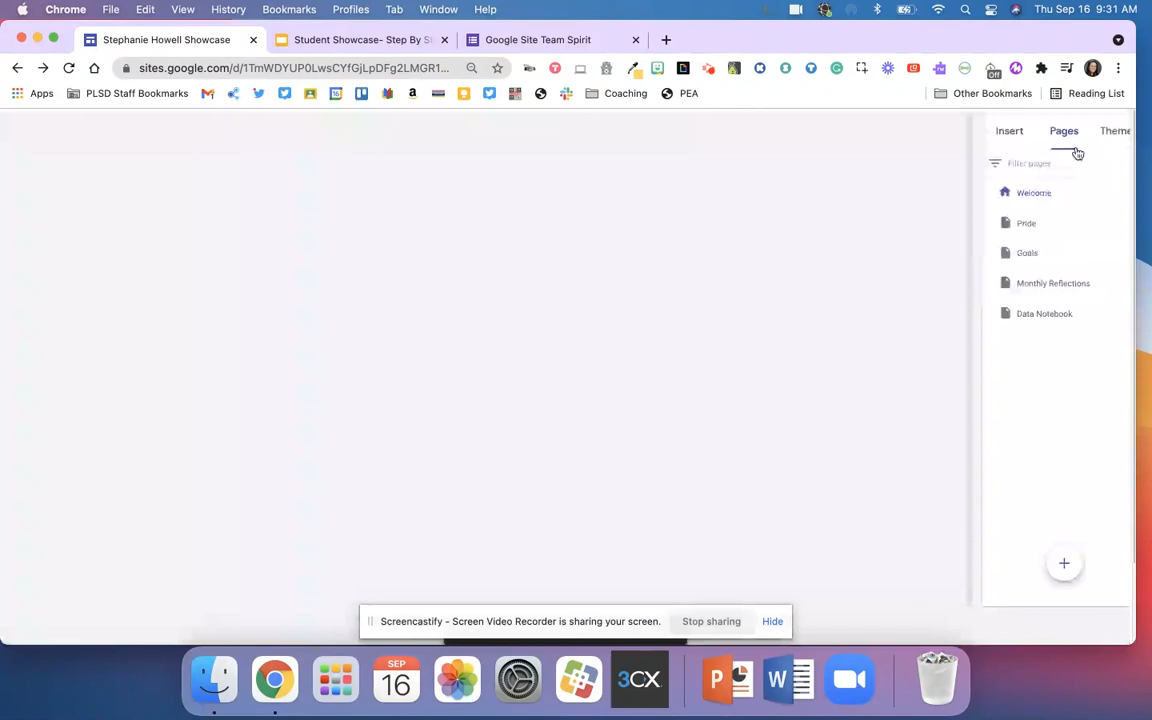 Chrome File Edit View History Bookmarks Profiles Tab Window Help Thu Sep 16 9:31 AM
Stephanie Howell Showcase Student Showcase- Step By S Google Site Team Spirit
sites.google.com/d/1TmWDYUP0LwsCYfGjLpDFg2LMGR1... Off
Apps PLSD Staff Bookmarks Coaching PEA Other Bookmarks Reading List
Insert Pages Theme
Filter pages
Welcome
Pride
Goals
Monthly Reflections
Data Notebook
+
Screencastify - Screen Video Recorder is sharing your screen. Stop sharing Hide
SEP
16
3CX
P
W